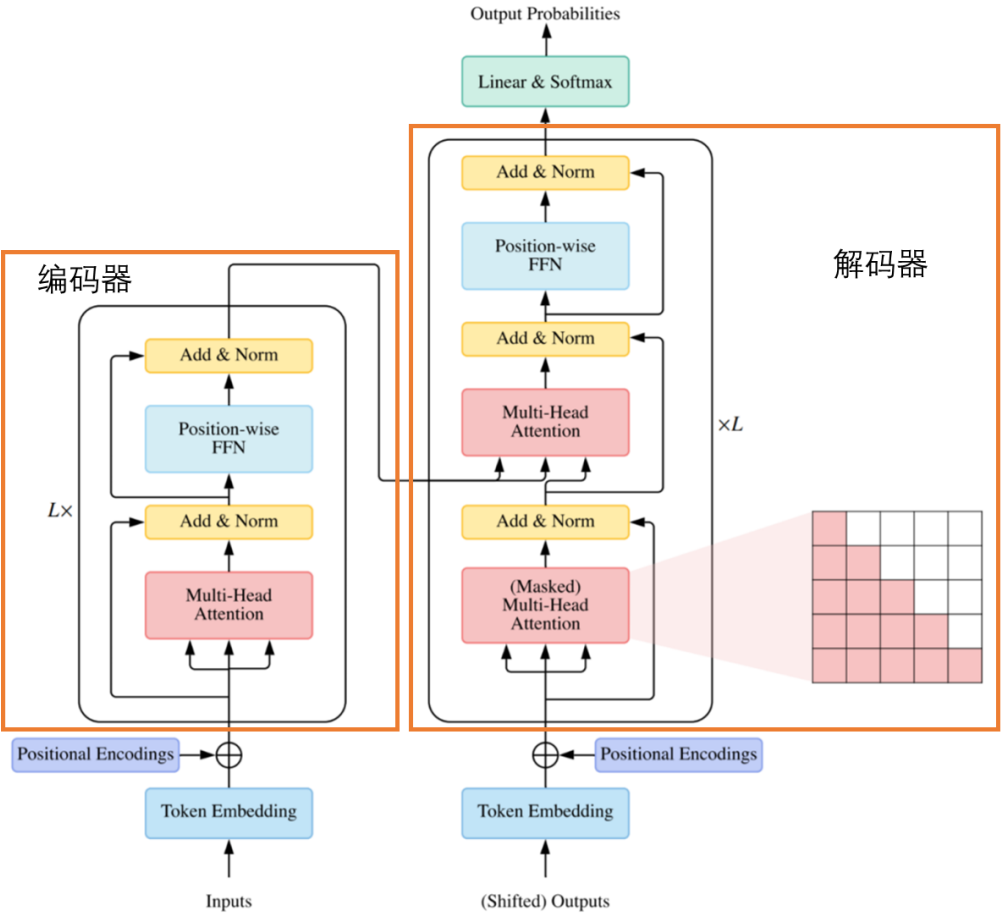 Output Probabilities
Linear & Softmax
Add & Norm
Position-wise
FFN
解码器
Add & Norm
Multi-Head
Attention
×L
Add & Norm
(Masked)
Multi-Head
Attention
Positional Encodings
Token Embedding
(Shifted) Outputs
编码器
Add & Norm
Position-wise
FFN
L×
Add & Norm
Multi-Head
Attention
Positional Encodings
Token Embedding
Inputs